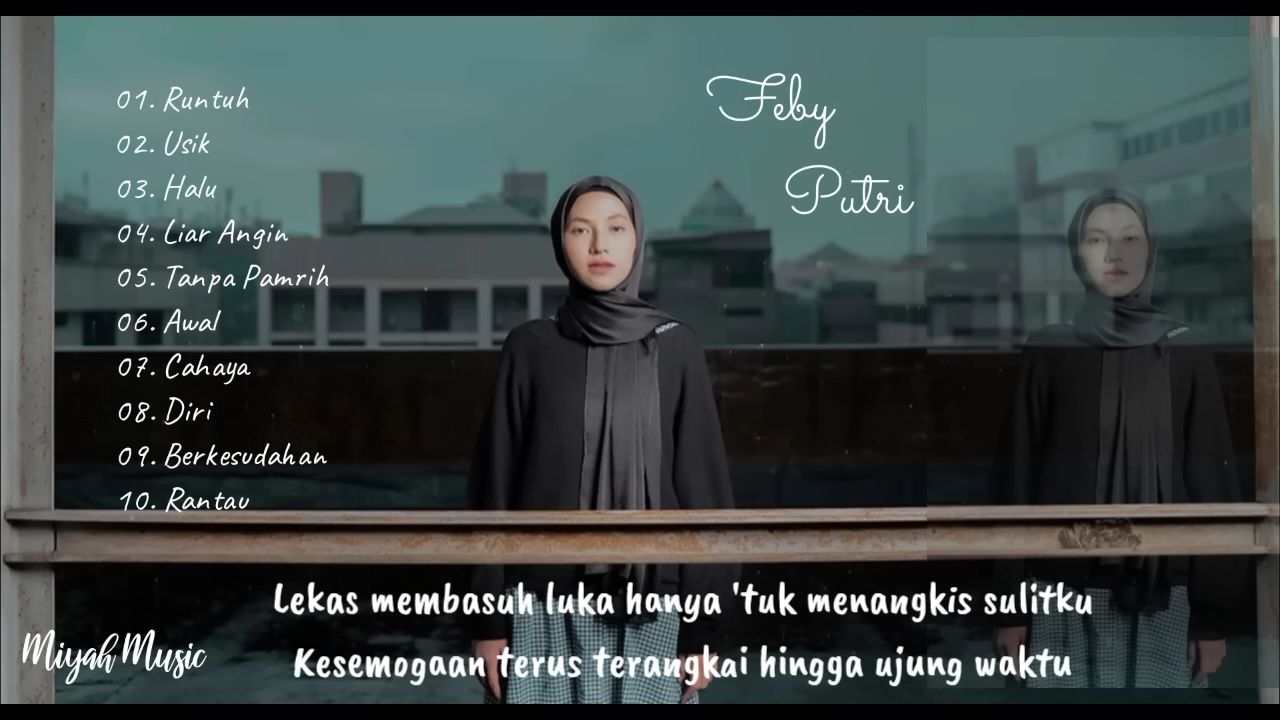 Feby
Putri
01. Runtuh
02. Usik
03. Halu
04. Liar Angin
05. Tanpa Pamrih
06. Awal
07. Cahaya
08. Diri
09. Berkesudahan
10. Rantau
Lekas membasuh luka hanya 'tuk menangkis sulitku
Kesemogaan terus terangkai hingga ujung waktu
Miyah Music